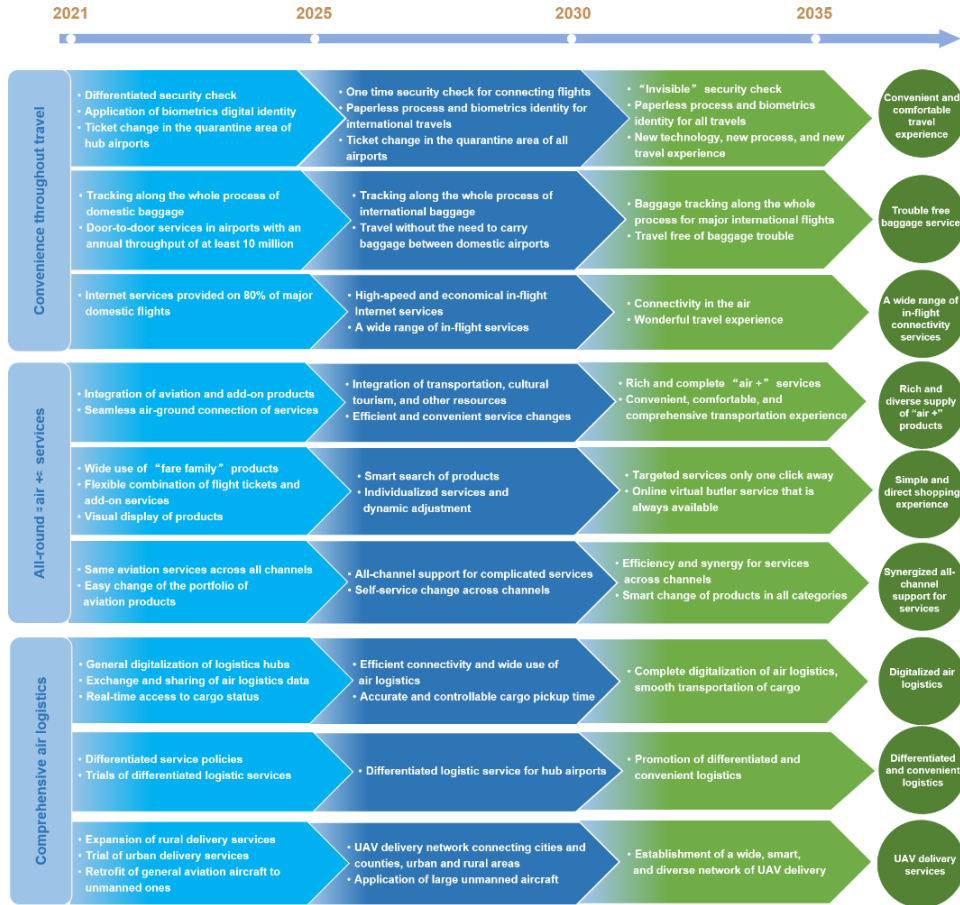 2021
2025
2030
2035
Convenience throughout travel
• Differentiated security check
• Application of biometrics digital identity
• Ticket change in the quarantine area of
hub airports
• One time security check for connecting flights
• Paperless process and biometrics identity for
international travels
• Ticket change in the quarantine area of all
airports
• “Invisible” security check
• Paperless process and biometrics
identity for all travels
• New technology, new process, and new
travel experience
Convenient and
comfortable
travel
experience
• Tracking along the whole process of
domestic baggage
• Door-to-door services in airports with an
annual throughput of at least 10 million
• Tracking along the whole process of
international baggage
• Travel without the need to carry
baggage between domestic airports
• Baggage tracking along the whole
process for major international flights
• Travel free of baggage trouble
Trouble free
baggage service
• Internet services provided on 80% of major
domestic flights
• High-speed and economical in-flight
Internet services
• A wide range of in-flight services
• Connectivity in the air
• Wonderful travel experience
A wide range of
in-flight
connectivity
services
All-round “air +” services
• Integration of aviation and add-on products
• Seamless air-ground connection of services
• Integration of transportation, cultural
tourism, and other resources
• Efficient and convenient service changes
• Rich and complete “air +” services
• Convenient, comfortable, and
comprehensive transportation experience
Rich and
diverse supply
of “air +”
products
• Wide use of “fare family” products
• Flexible combination of flight tickets and
add-on services
• Visual display of products
• Smart search of products
• Individualized services and
dynamic adjustment
• Targeted services only one click away
• Online virtual butler service that is
always available
Simple and
direct shopping
experience
• Same aviation services across all channels
• Easy change of the portfolio of
aviation products
• All-channel support for complicated services
• Self-service change across channels
• Efficiency and synergy for services
across channels
• Smart change of products in all categories
Synergized all-
channel
support for
services
Comprehensive air logistics
• General digitalization of logistics hubs
• Exchange and sharing of air logistics data
• Real-time access to cargo status
• Efficient connectivity and wide use of
air logistics
• Accurate and controllable cargo pickup time
• Complete digitalization of air logistics,
smooth transportation of cargo
Digitalized air
logistics
• Differentiated service policies
• Trials of differentiated logistic services
• Differentiated logistic service for hub airports
• Promotion of differentiated and
convenient logistics
Differentiated
and convenient
logistics
• Expansion of rural delivery services
• Trial of urban delivery services
• Retrofit of general aviation aircraft to
unmanned ones
• UAV delivery network connecting cities and
counties, urban and rural areas
• Application of large unmanned aircraft
• Establishment of a wide, smart,
and diverse network of UAV delivery
UAV delivery
services